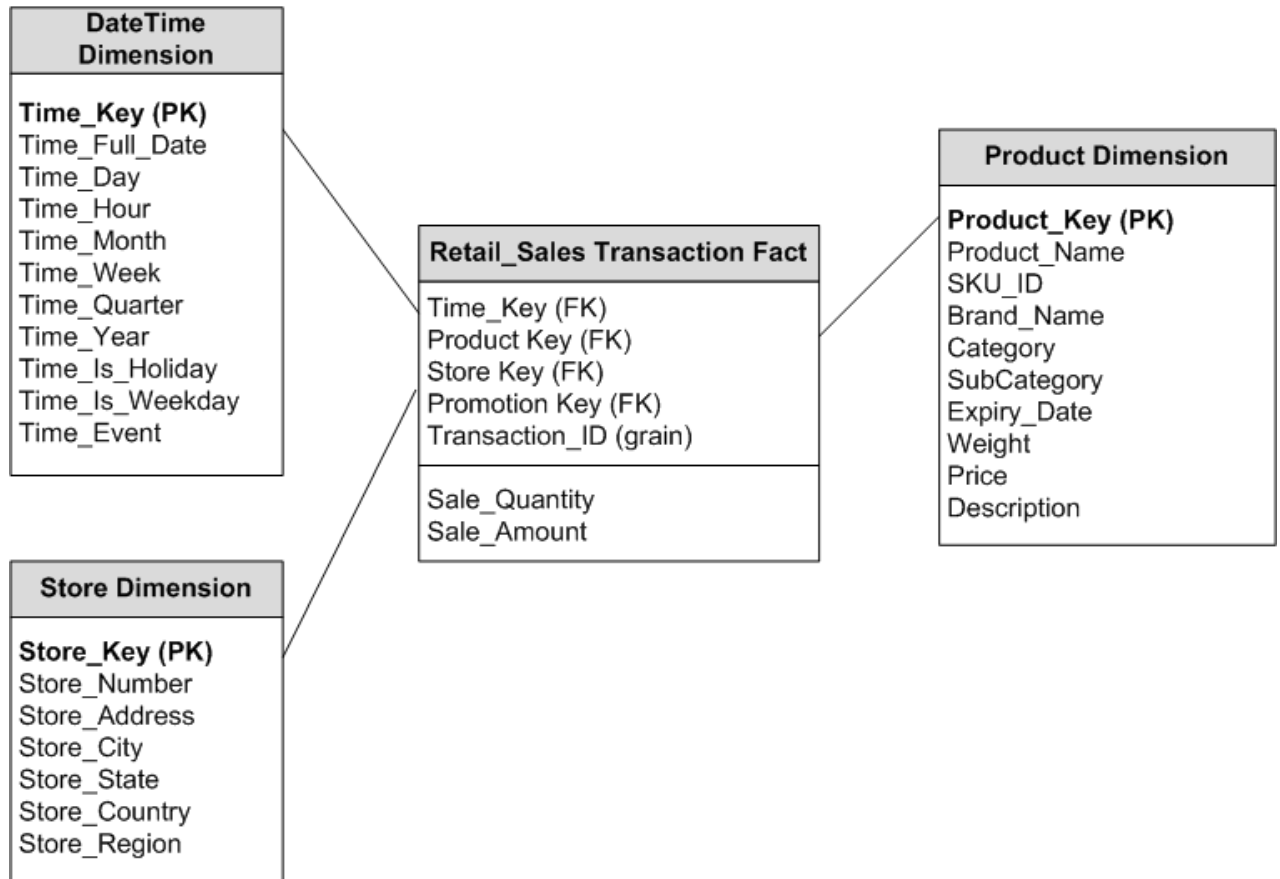 DateTime
Dimension
Time_Key (PK)
Time_Full_Date
Time_Day
Time_Hour
Time_Month
Time_Week
Time_Quarter
Time_Year
Time_Is_Holiday
Time_Is_Weekday
Time_Event
Retail_Sales Transaction Fact
Time_Key (FK)
Product Key (FK)
Store Key (FK)
Promotion Key (FK)
Transaction_ID (grain)
Sale_Quantity
Sale_Amount
Product Dimension
Product_Key (PK)
Product_Name
SKU_ID
Brand_Name
Category
SubCategory
Expiry_Date
Weight
Price
Description
Store Dimension
Store_Key (PK)
Store_Number
Store_Address
Store_City
Store_State
Store_Country
Store_Region